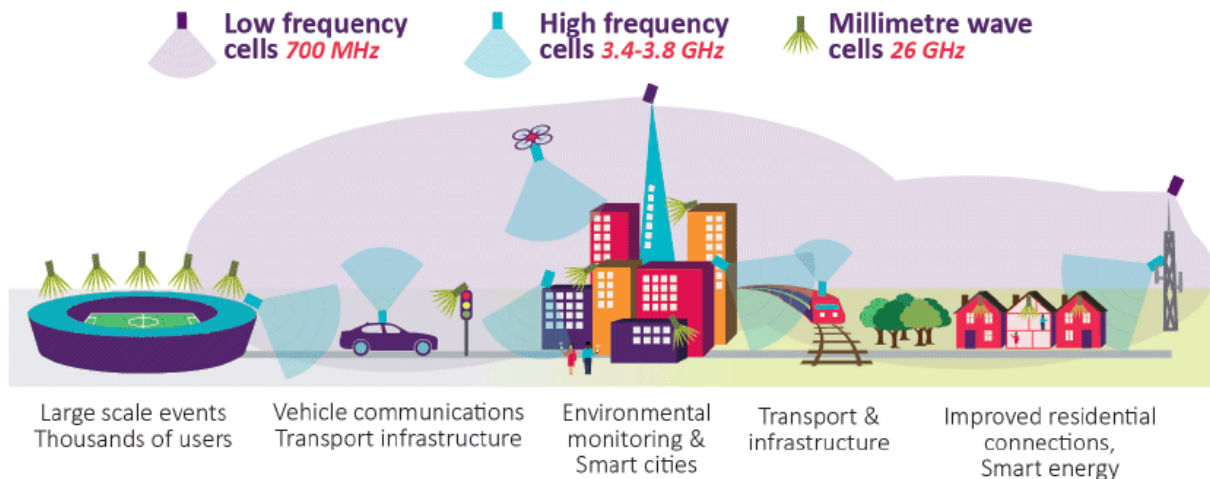 Low frequency
cells 700 MHz
High frequency
cells 3.4-3.8 GHz
Millimetre wave
cells 26 GHz
Large scale events
Thousands of users
Vehicle communications
Transport infrastructure
Environmental
monitoring &
Smart cities
Transport &
infrastructure
Improved residential
connections,
Smart energy